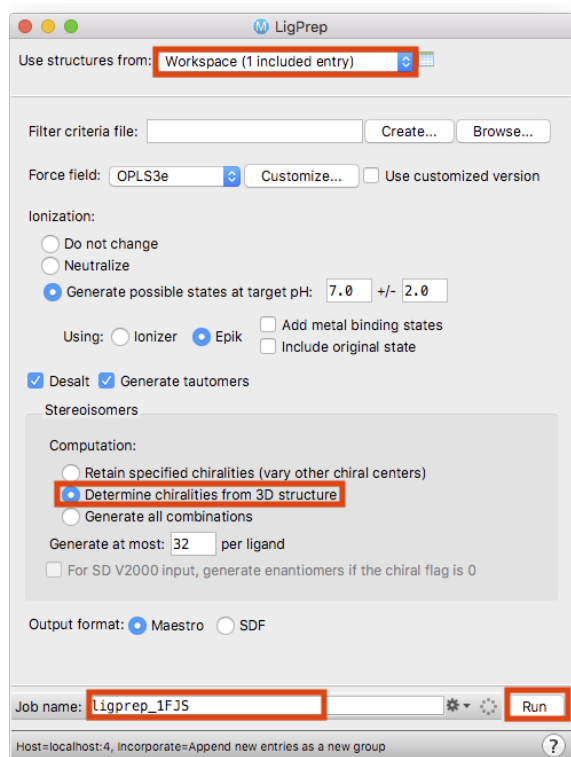 LigPrep
Use structures from: Workspace (1 included entry)
Filter criteria file: Create... Browse...
Force field: OPLS3e Customize... Use customized version
Ionization:
Do not change
Neutralize
Generate possible states at target pH: 7.0 +/- 2.0
Using: Ionizer Epik Add metal binding states
Include original state
Desalt Generate tautomers
Stereoisomers
Computation:
Retain specified chiralities (vary other chiral centers)
Determine chiralities from 3D structure
Generate all combinations
Generate at most: 32 per ligand
For SD V2000 input, generate enantiomers if the chiral flag is 0
Output format: Maestro SDF
Job name: ligprep_1FJS Run
Host=localhost:4, Incorporate=Append new entries as a new group ?